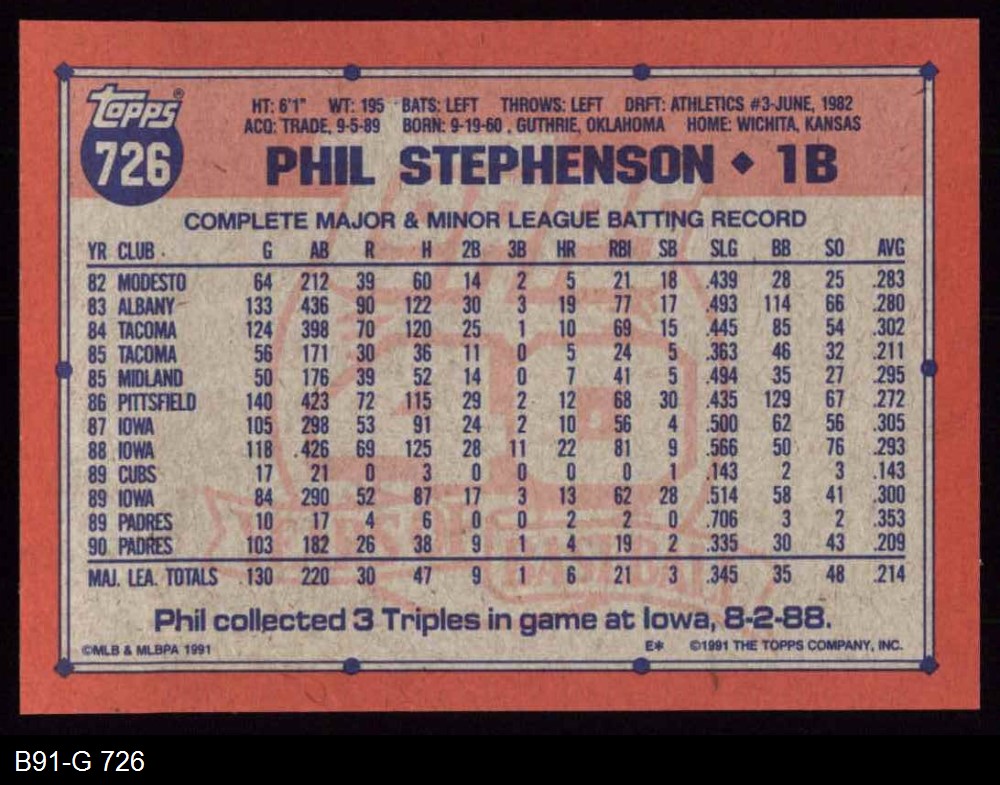 Topps®
726
HT: 6'1" WT: 195 BATS: LEFT THROWS: LEFT DRFT: ATHLETICS #3-JUNE, 1982
ACQ: TRADE, 9-5-89 BORN: 9-19-60, GUTHRIE, OKLAHOMA HOME: WICHITA, KANSAS
PHIL STEPHENSON ◆ 1B
COMPLETE MAJOR & MINOR LEAGUE BATTING RECORD
YR CLUB G AB R H 2B 3B HR RBI SB SLG BB SO AVG
82 MODESTO 64 212 39 60 14 2 5 21 18 .439 28 25 .283
83 ALBANY 133 436 90 122 30 3 19 77 17 .493 114 66 .280
84 TACOMA 124 398 70 120 25 1 10 69 15 .445 85 54 .302
85 TACOMA 56 171 30 36 11 0 5 24 5 .363 46 32 .211
85 MIDLAND 50 176 39 52 14 0 7 41 5 .494 35 27 .295
86 PITTSFIELD 140 423 72 115 29 2 12 68 30 .435 129 67 .272
87 IOWA 105 298 53 91 24 2 10 56 4 .500 62 56 .305
88 IOWA 118 426 69 125 28 11 22 81 9 .566 50 76 .293
89 CUBS 17 21 0 3 0 0 0 0 1 .143 2 3 .143
89 IOWA 84 290 52 87 17 3 13 62 28 .514 58 41 .300
89 PADRES 10 17 4 6 0 0 2 2 0 .706 3 2 .353
90 PADRES 103 182 26 38 9 1 4 19 2 .335 30 43 .209
MAJ. LEA. TOTALS 130 220 30 47 9 1 6 21 3 .345 35 48 .214
Phil collected 3 Triples in game at Iowa, 8-2-88.
©MLB & MLBPA 1991 E* ©1991 THE TOPPS COMPANY, INC.
B91-G 726